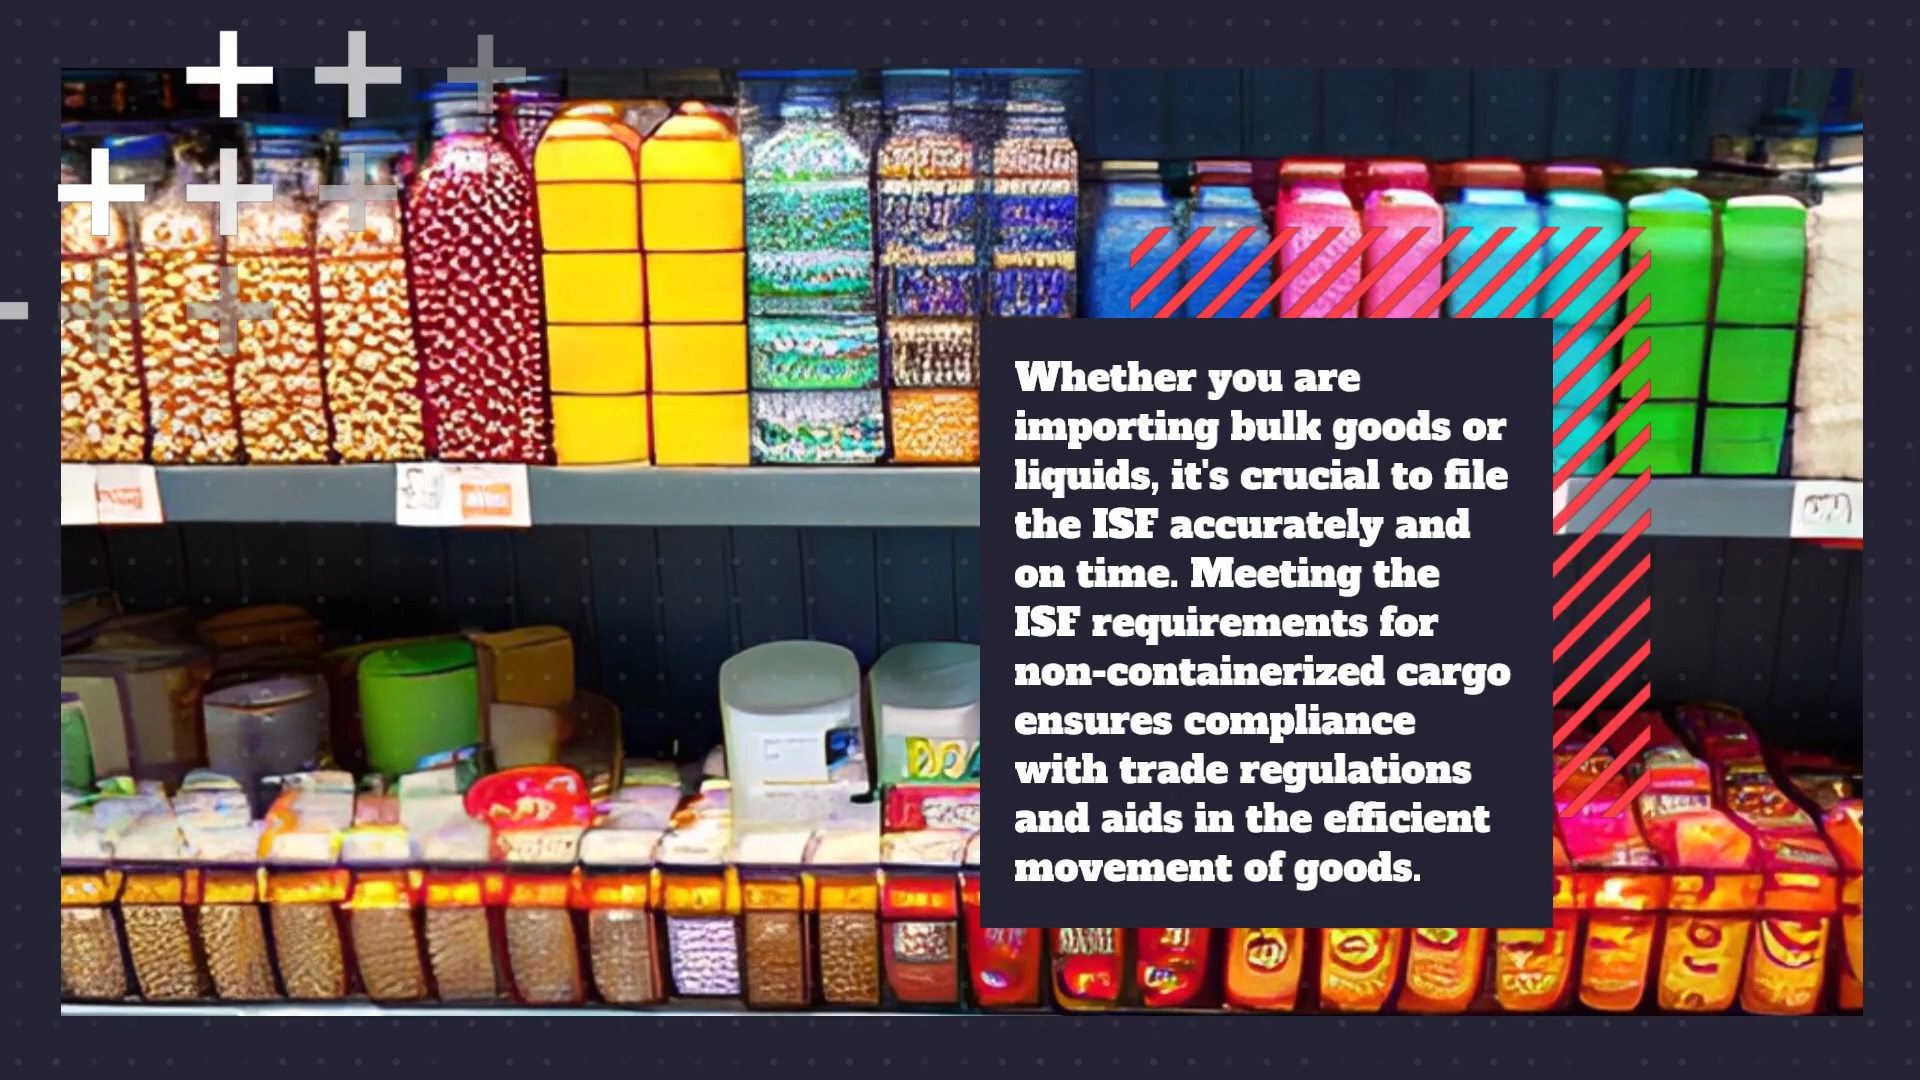 Whether you are
importing bulk goods or
liquids, it's crucial to file
the ISF accurately and
on time. Meeting the
ISF requirements for
non-containerized cargo
ensures compliance
with trade regulations
and aids in the efficient
movement of goods.